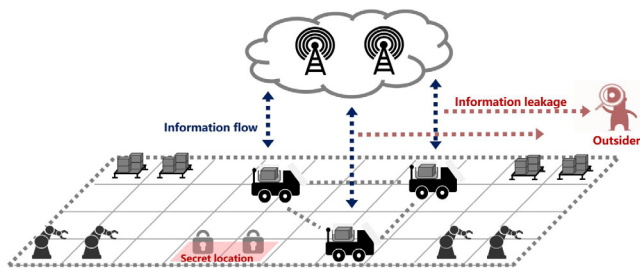 Information leakage
Information flow
Outsider
Secret location